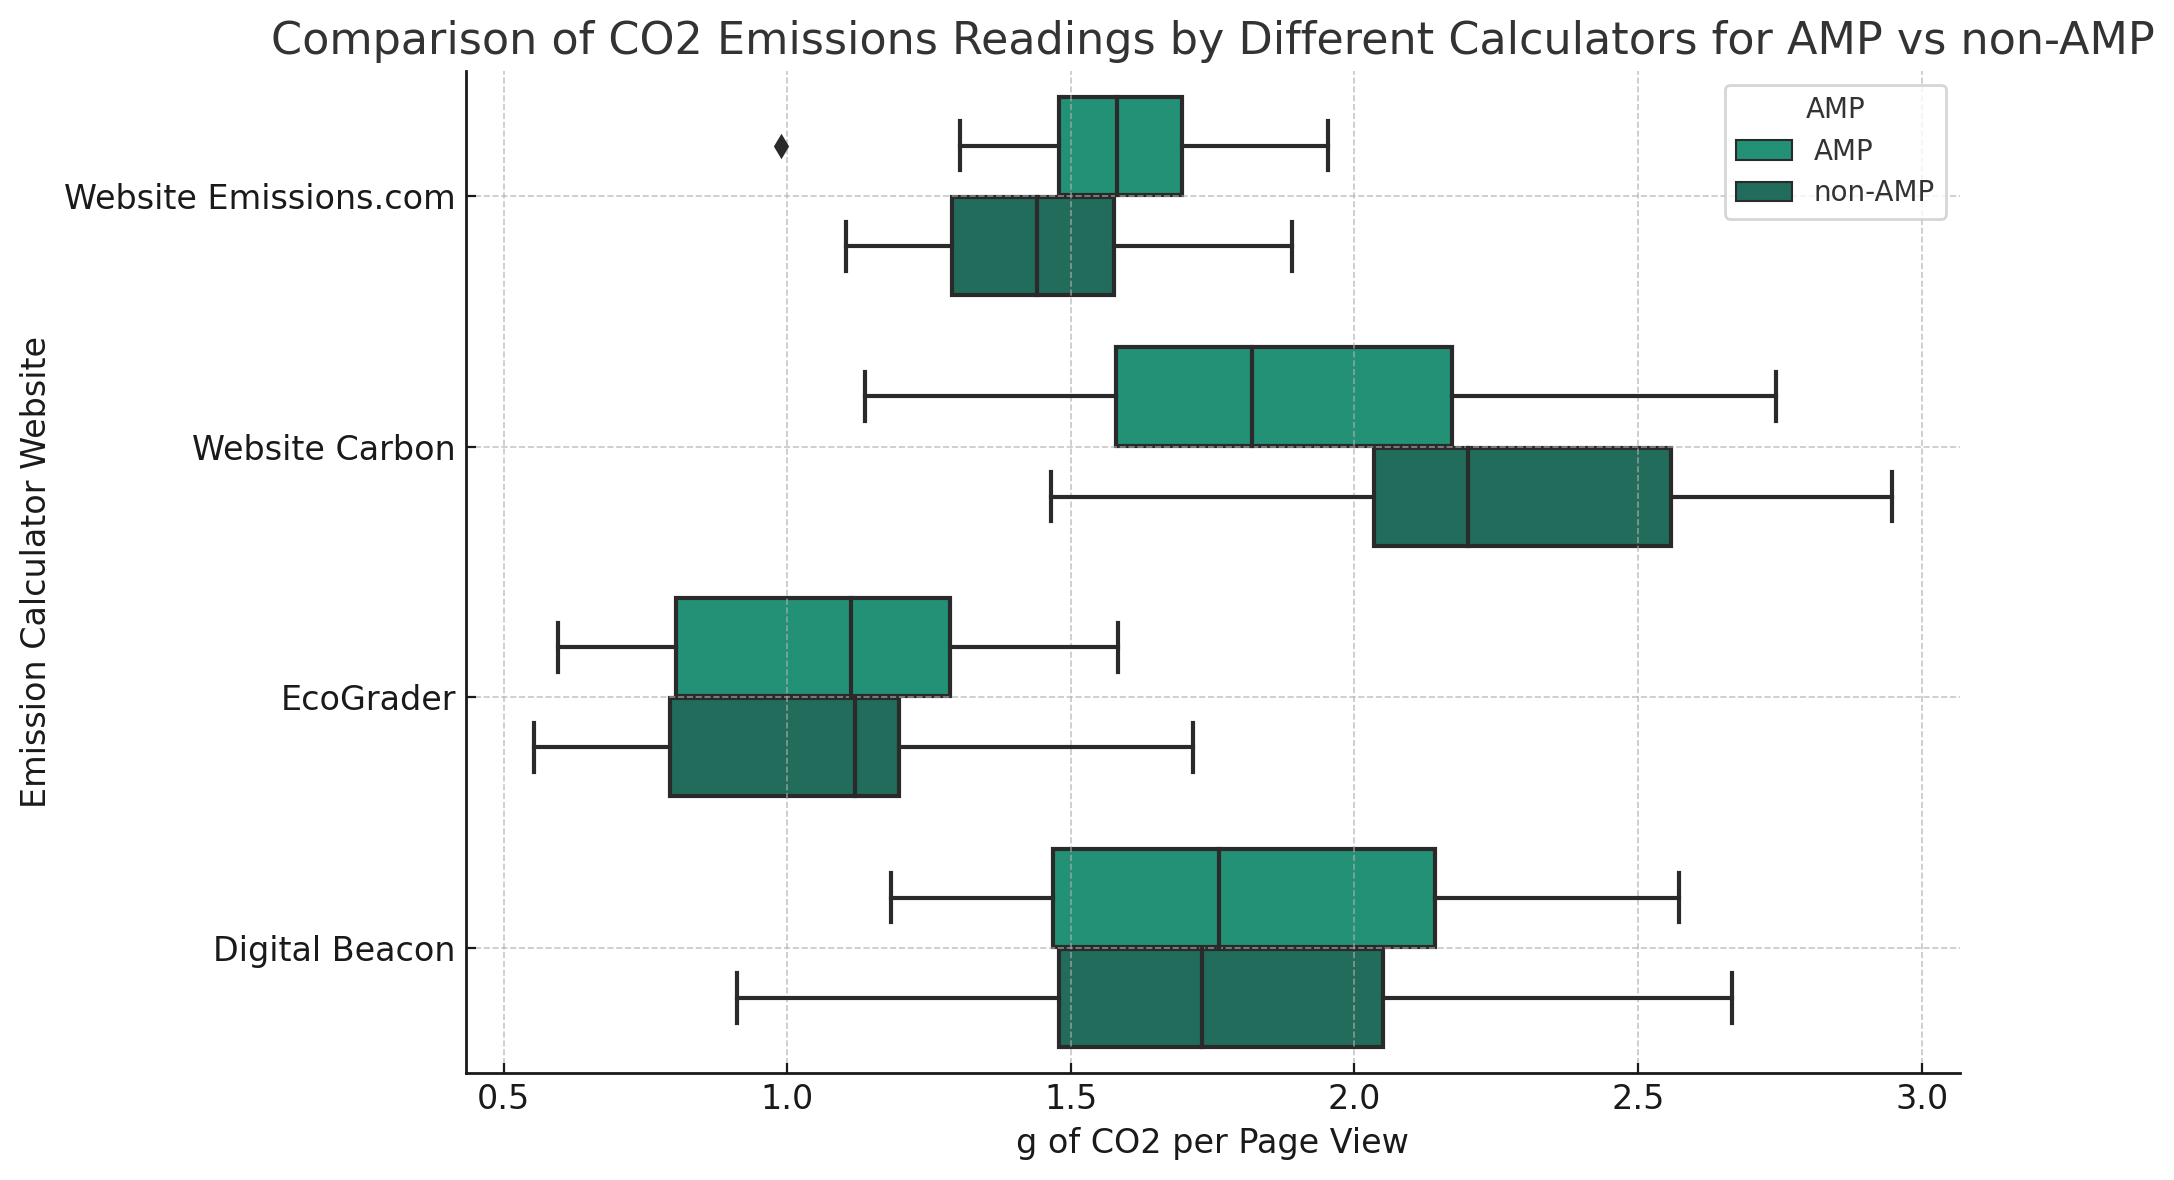 Comparison of CO2 Emissions Readings by Different Calculators for AMP vs non-AMP
AMP
AMP
non-AMP
Emission Calculator Website
Website Emissions.com
Website Carbon
EcoGrader
Digital Beacon
0.5 1.0 1.5 2.0 2.5 3.0
g of CO2 per Page View